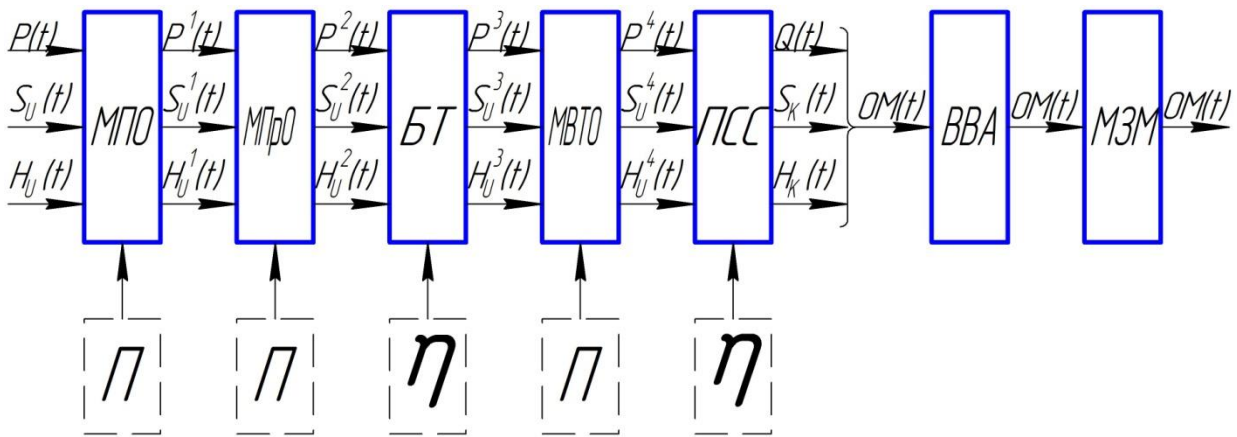 P(t) P¹(t) P²(t) P³(t) P⁴(t) Q(t)
S_U(t) МПО S_U¹(t) МПрО S_U²(t) БТ S_U³(t) МВТО S_U⁴(t) ПСС S_K(t) ОМ(t) ВВА ОМ(t) МЗМ ОМ(t)
H_U(t) H_U¹(t) H_U²(t) H_U³(t) H_U⁴(t) H_K(t)
П П η П η